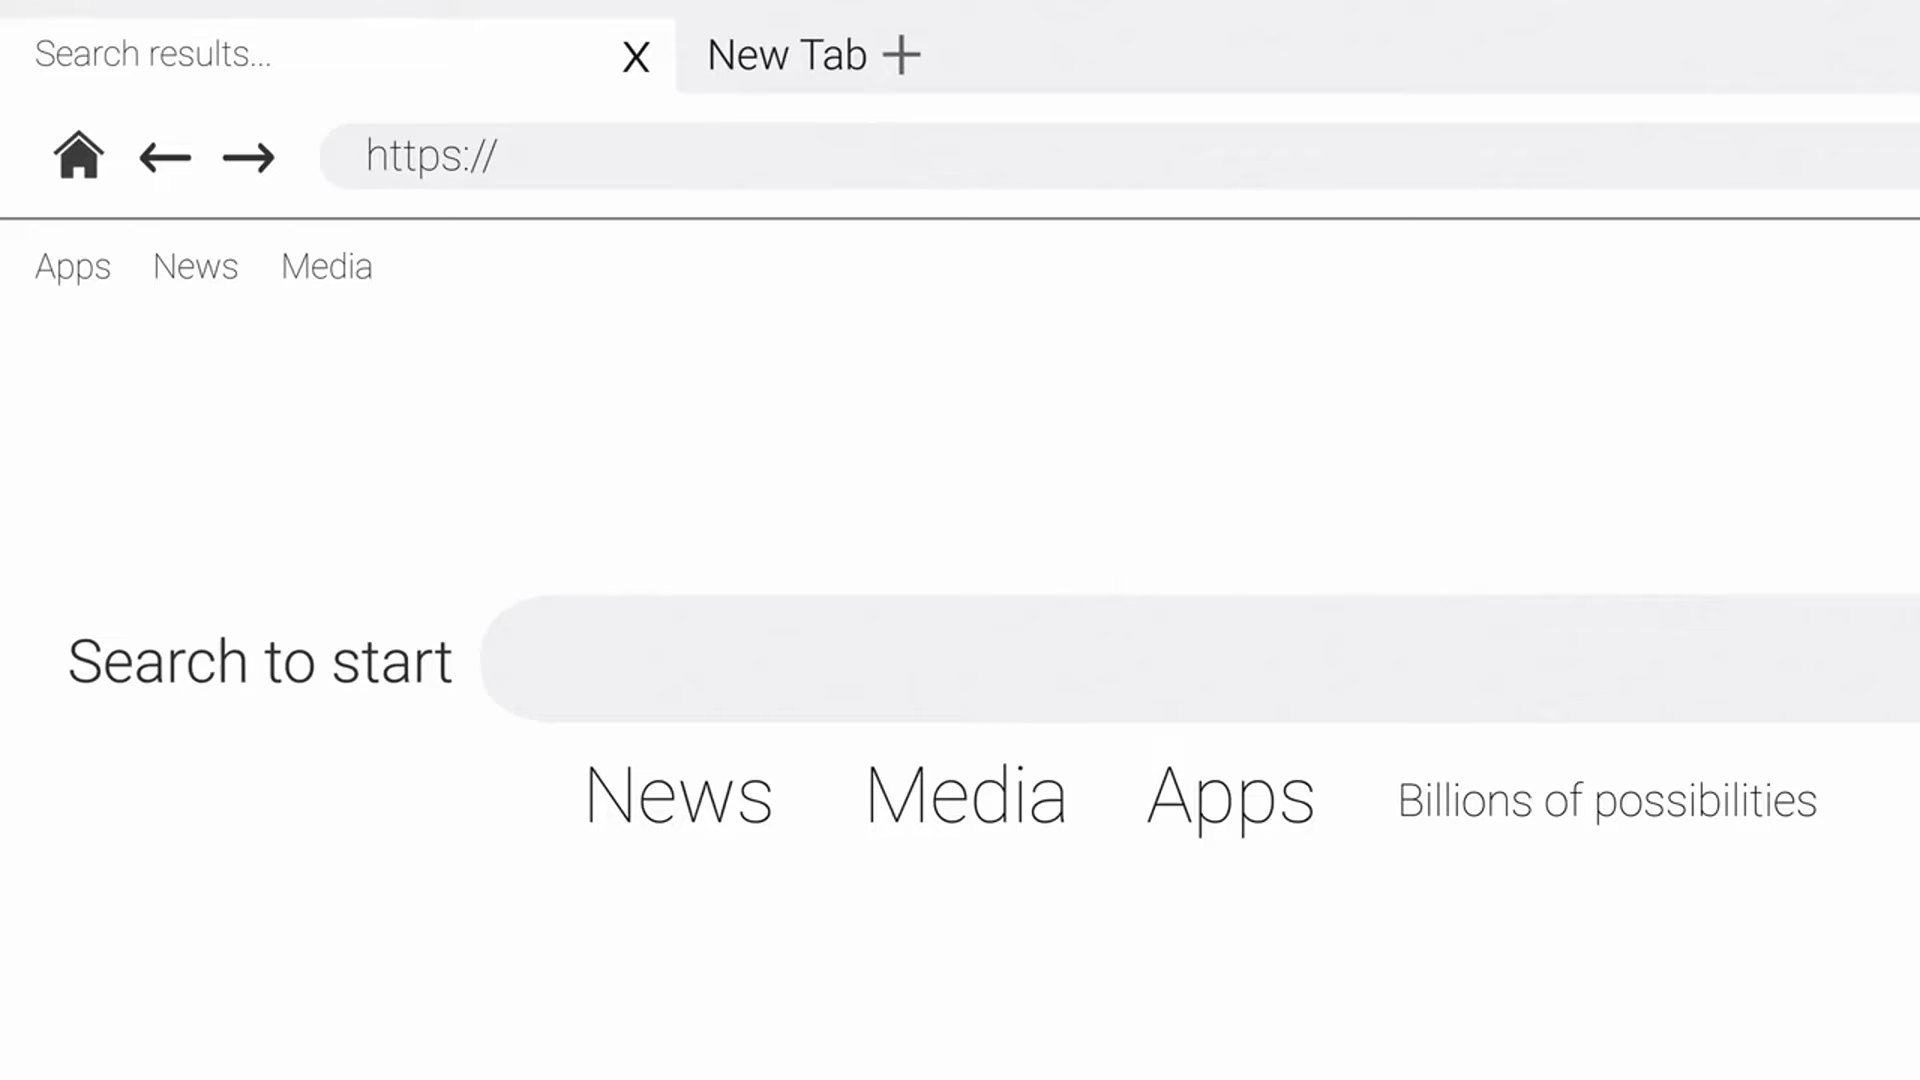 Search results... X New Tab +
https://
Apps News Media
Search to start
News Media Apps Billions of possibilities